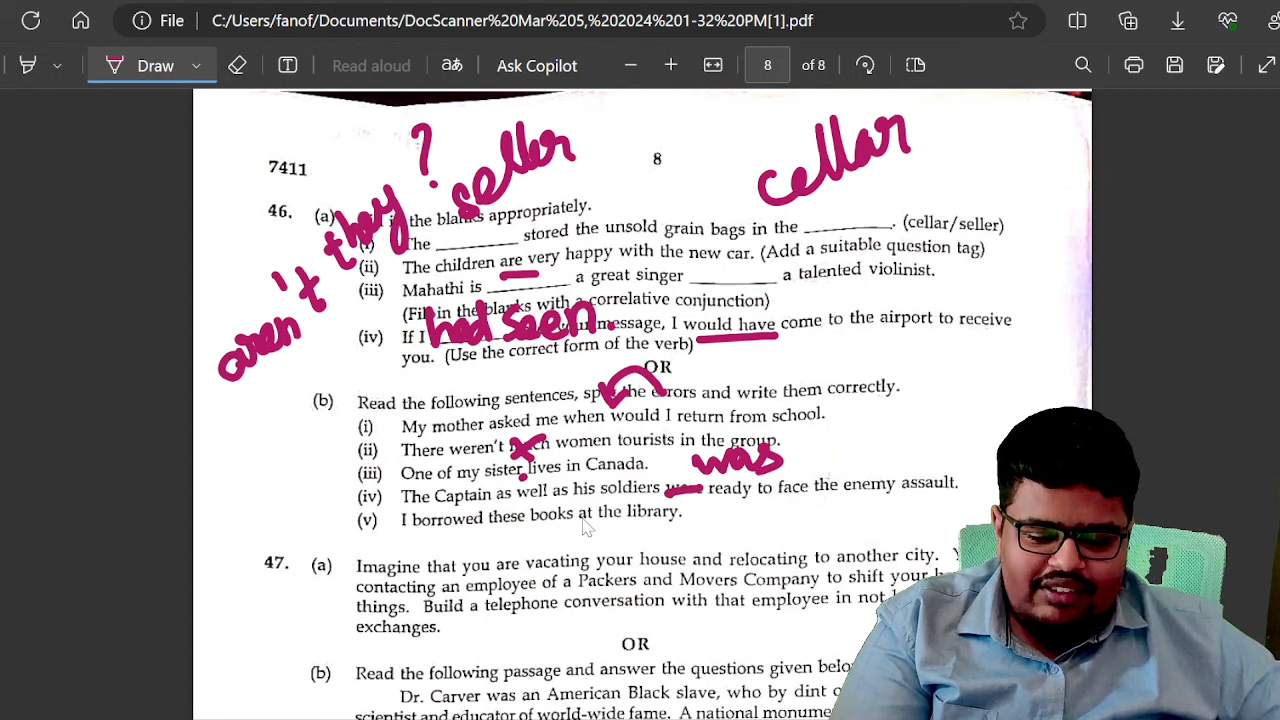 File
C:/Users/fanof/Documents/DocScanner%20Mar%205,%202024%201-32%20PM[1].pdf
Draw
Read aloud
aあ
Ask Copilot
8
of 8
7411
8
?
seller
cellar
aren't they
46. (a) in the blanks appropriately.
(i) The ________ stored the unsold grain bags in the ________. (cellar/seller)
(ii) The children are very happy with the new car. (Add a suitable question tag)
(iii) Mahathi is ________ a great singer ________ a talented violinist.
(Fill in the blanks with a correlative conjunction)
had seen.
(iv) If I your message, I would have come to the airport to receive
you. (Use the correct form of the verb)
OR
(b) Read the following sentences, the errors and write them correctly.
(i) My mother asked me when would I return from school.
(ii) There weren't women tourists in the group.
(iii) One of my sister lives in Canada.
was
(iv) The Captain as well as his soldiers ready to face the enemy assault.
(v) I borrowed these books at the library.
47. (a) Imagine that you are vacating your house and relocating to another city.
contacting an employee of a Packers and Movers Company to shift your
things. Build a telephone conversation with that employee in not
exchanges.
OR
(b) Read the following passage and answer the questions given
Dr. Carver was an American Black slave, who by dint
scientist and educator of world-wide fame. A national